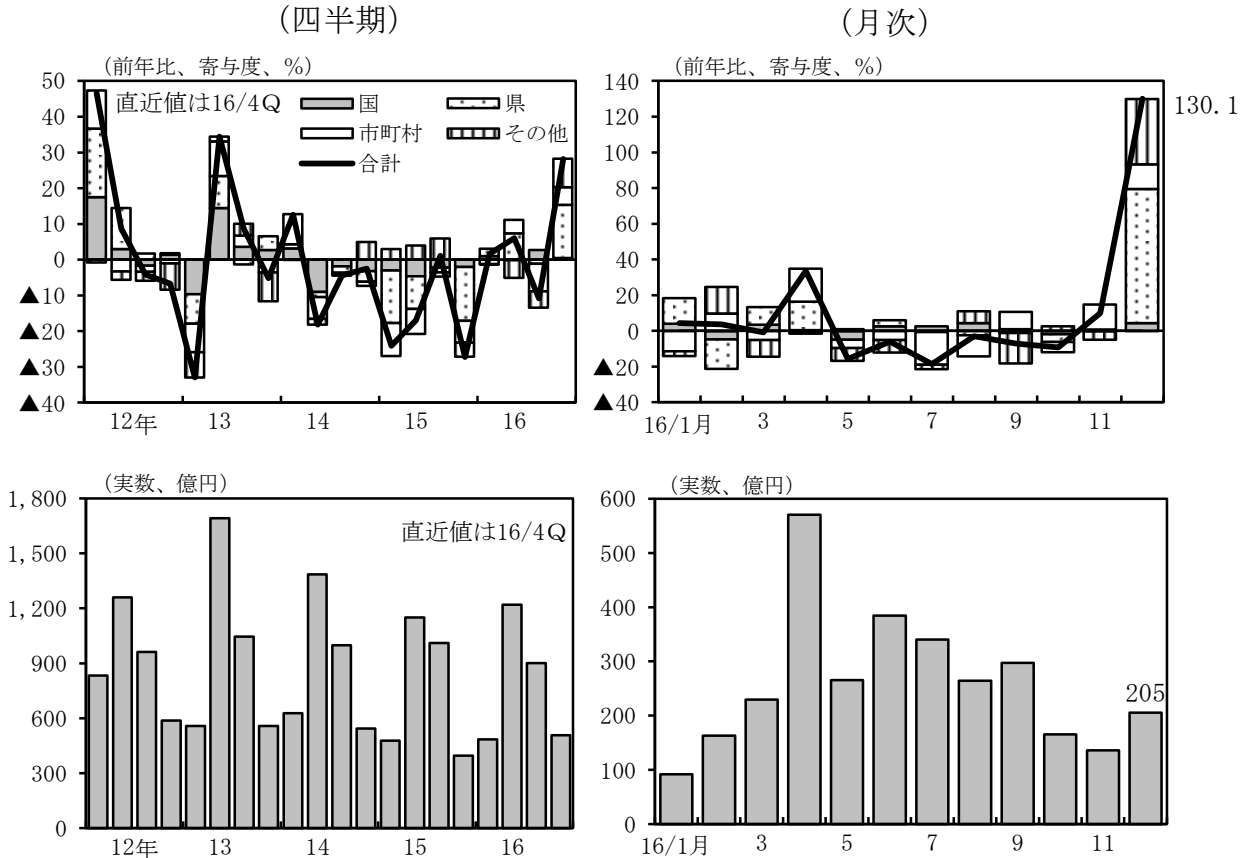 (四半期)
(前年比、寄与度、%)
直近値は16/4Q
国
県
市町村
その他
合計
50
40
30
20
10
0
▲10
▲20
▲30
▲40
12年 13 14 15 16
(月次)
(前年比、寄与度、%)
140
120
100
80
60
40
20
0
▲20
▲40
130.1
16/1月 3 5 7 9 11
(実数、億円)
直近値は16/4Q
1,800
1,500
1,200
900
600
300
0
12年 13 14 15 16
(実数、億円)
600
500
400
300
200
100
0
205
16/1月 3 5 7 9 11